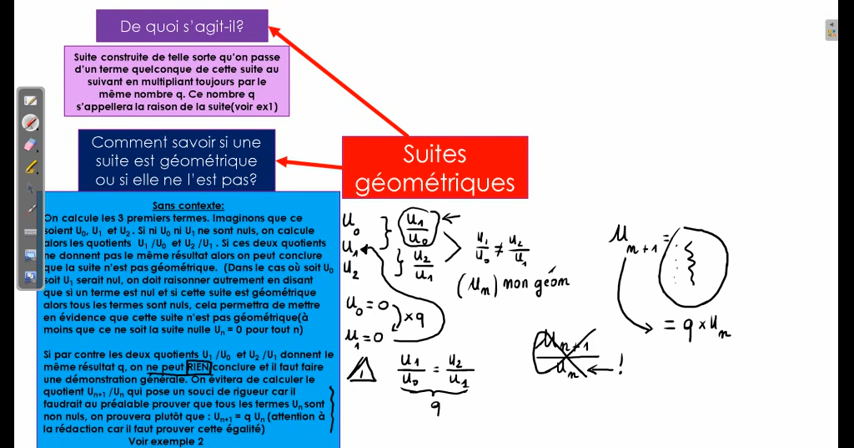 De quoi s'agit-il?
Suite construite de telle sorte qu'on passe
d'un terme quelconque de cette suite au
suivant en multipliant toujours par le
même nombre q. Ce nombre q
s'appellera la raison de la suite(voir ex1)
Comment savoir si une
suite est géométrique
ou si elle ne l'est pas?
Suites
géométriques
Sans contexte:
On calcule les 3 premiers termes. Imaginons que ce
soient U₀, U₁ et U₂. Si ni U₀ ni U₁ ne sont nuls, on calcule
alors les quotients U₁ /U₀ et U₂ /U₁. Si ces deux quotients
ne donnent pas le même résultat alors on peut conclure
que la suite n'est pas géométrique. (Dans le cas où soit U₀
soit U₁ serait nul, on doit raisonner autrement en disant
que si un terme est nul et si cette suite est géométrique
alors tous les termes sont nuls, cela permettra de mettre
en évidence que cette suite n'est pas géométrique(à
moins que ce ne soit la suite nulle Uₙ = 0 pour tout n)
Si par contre les deux quotients U₁ /U₀ et U₂ /U₁ donnent le
même résultat q, on ne peut RIEN conclure et il faut faire
une démonstration générale. On évitera de calculer le
quotient Uₙ₊₁ /Uₙ qui pose un souci de rigueur car il
faudrait au préalable prouver que tous les termes Uₙ sont
non nuls, on prouvera plutôt que : Uₙ₊₁ = q Uₙ (attention à
la rédaction car il faut prouver cette égalité)
Voir exemple 2
u₀
u₁
u₂
u₁/u₀
u₂/u₁
u₁/u₀ ≠ u₂/u₁
(uₙ) non géom
u₀ = 0
×q
u₁ = 0
! u₁/u₀ = u₂/u₁
q
uₙ₊₁ =
= q × uₙ
uₙ₊₁/uₙ !